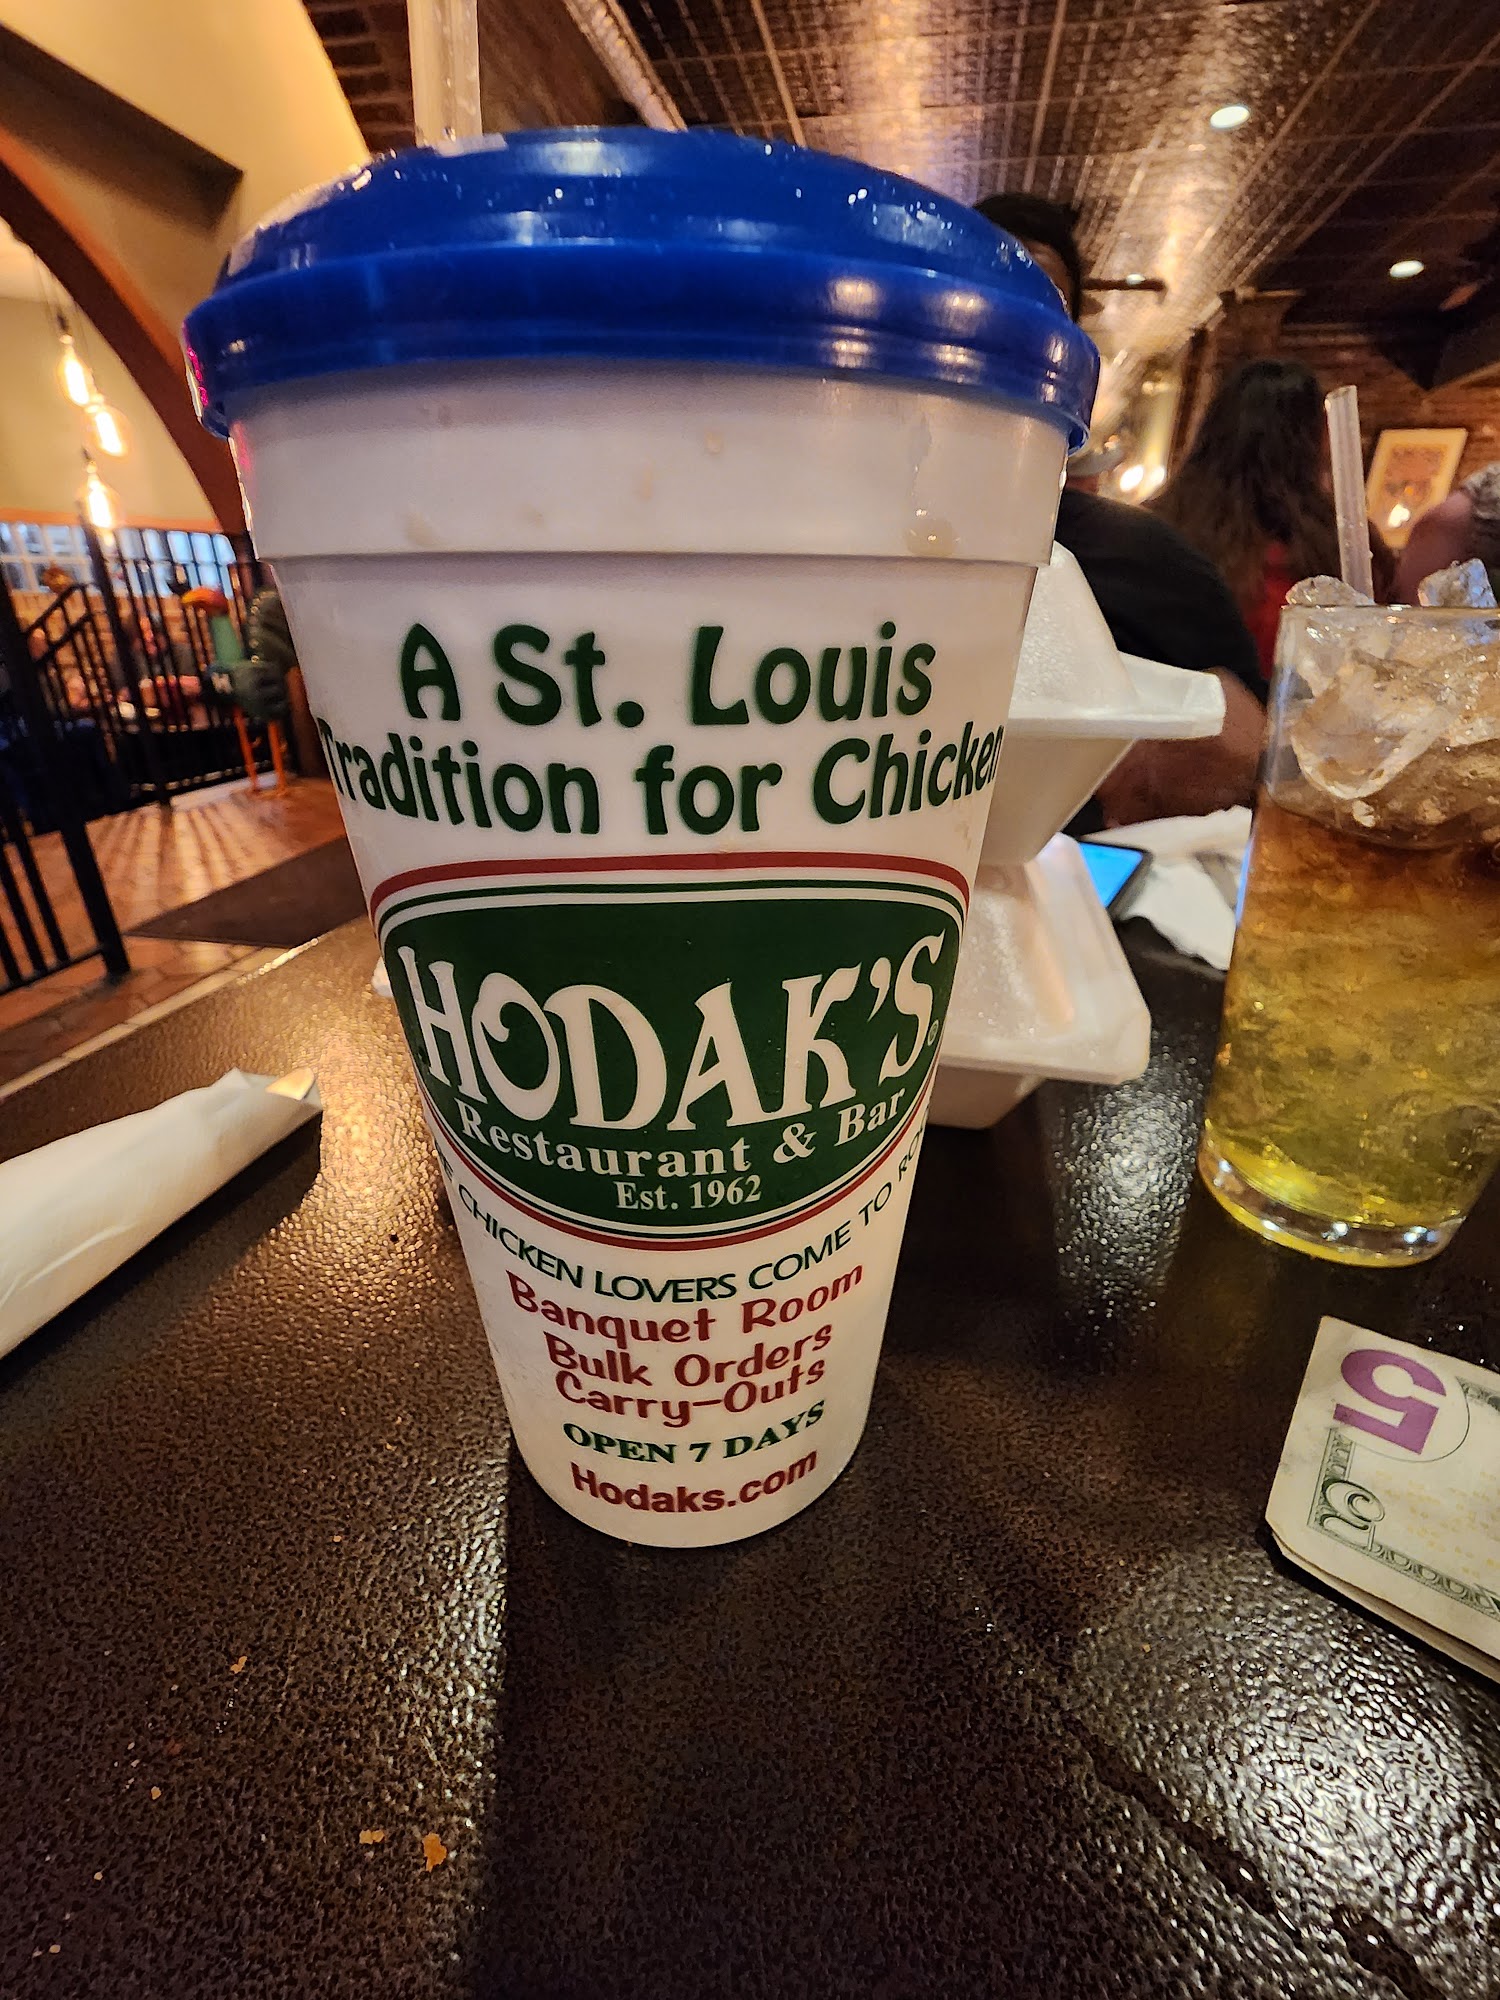 A St. Louis
Tradition for Chicken
HODAK'S®
Restaurant & Bar
Est. 1962
CHICKEN LOVERS COME TO
Banquet Room
Bulk Orders
Carry-Outs
OPEN 7 DAYS
Hodaks.com
5
5